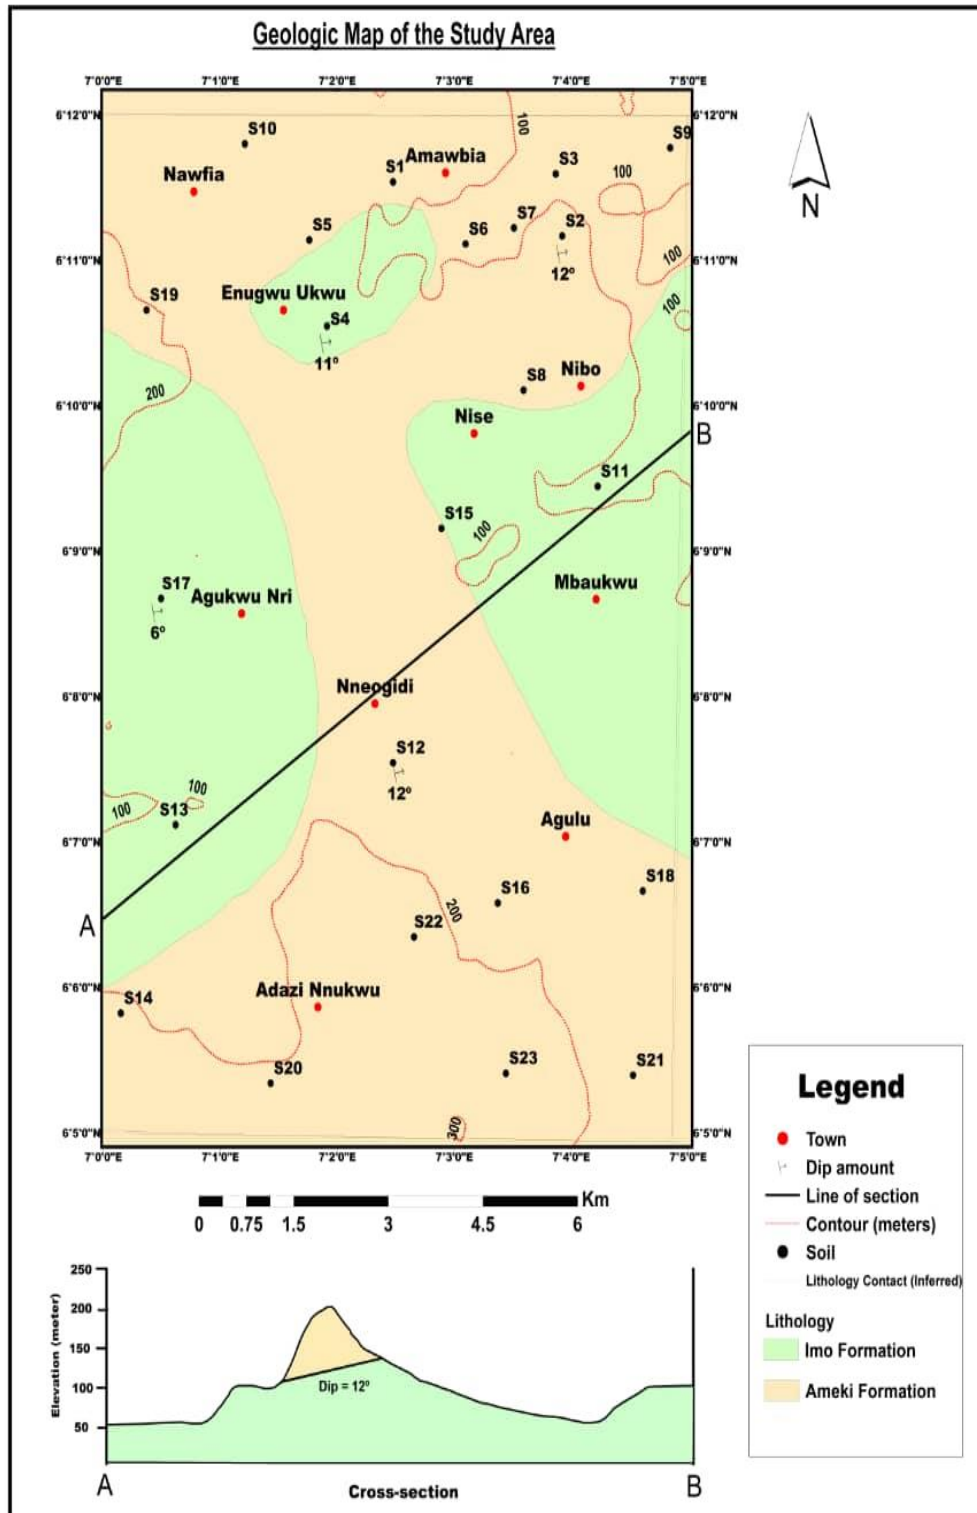 Geologic Map of the Study Area
7°0'0"E 7°1'0"E 7°2'0"E 7°3'0"E 7°4'0"E 7°5'0"E
6°12'0"N 6°12'0"N
100
S10 S9
S1 Amawbia S3
Nawfia 100
S5 S6 S7 S2
6°11'0"N 12° 100 6°11'0"N
S19 Enugwu Ukwu 100
S4
11°
200 S8 Nibo
6°10'0"N Nise 6°10'0"N
B
S11
S15
100
6°9'0"N 6°9'0"N
S17 Agukwu Nri Mbaukwu
6°
6°8'0"N Nneogidi 6°8'0"N
S12
100 12°
100 S13
Agulu
6°7'0"N 6°7'0"N
S18
S16
A 200
S22
6°6'0"N Adazi Nnukwu 6°6'0"N
S14
S20 S23 S21
300
6°5'0"N 6°5'0"N
7°0'0"E 7°1'0"E 7°2'0"E 7°3'0"E 7°4'0"E 7°5'0"E
N
Km
0 0.75 1.5 3 4.5 6
Legend
Town
Dip amount
Line of section
Contour (meters)
Soil
Lithology Contact (Inferred)
Lithology
Imo Formation
Ameki Formation
Elevation (meter)
250
200
150
100
50
Dip = 12°
A B
Cross-section